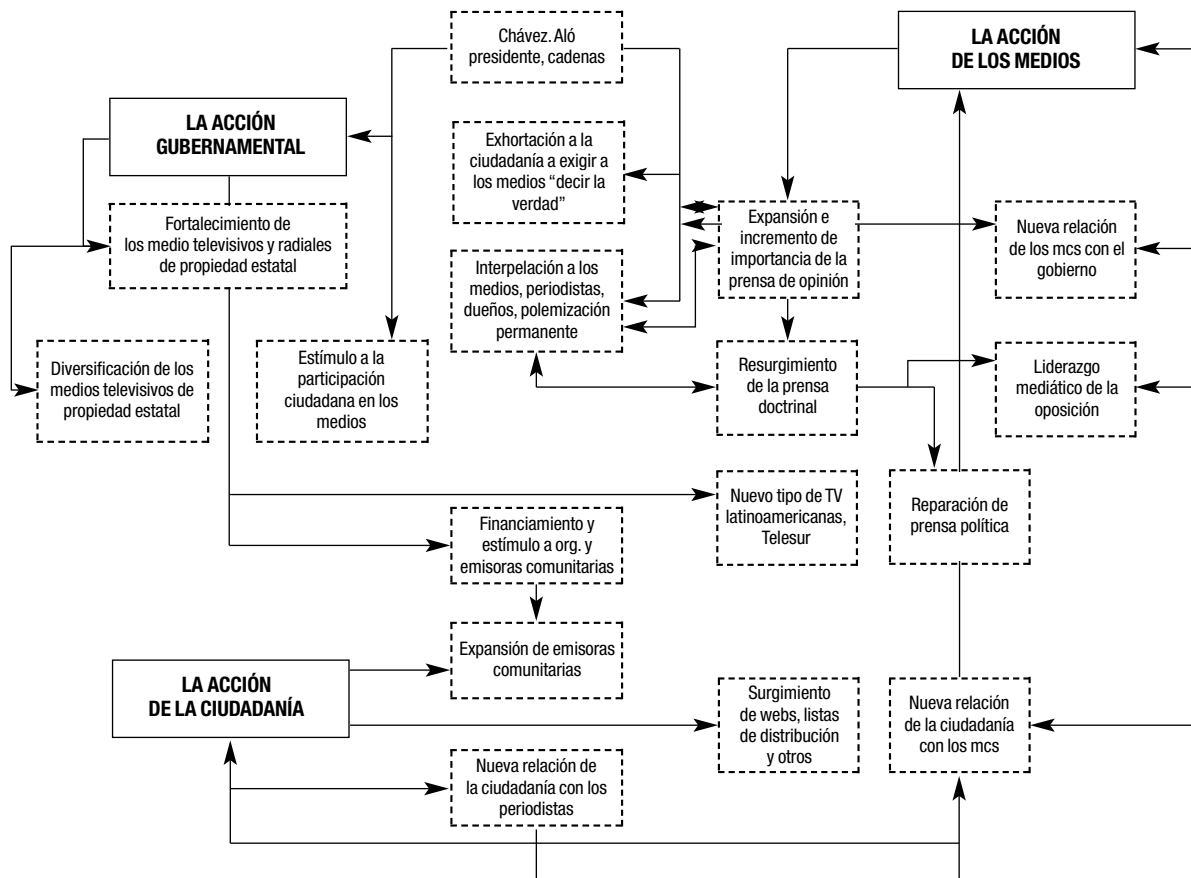 Chávez. Aló
presidente, cadenas
LA ACCIÓN
DE LOS MEDIOS
LA ACCIÓN
GUBERNAMENTAL
Exhortación a la
ciudadanía a exigir a
los medios “decir la
verdad”
Fortalecimiento de
los medio televisivos y radiales
de propiedad estatal
Expansión e
incremento de
importancia de la
prensa de opinión
Nueva relación
de los mcs con el
gobierno
Interpelación a los
medios, periodistas,
dueños, polemización
permanente
Diversificación de los
medios televisivos de
propiedad estatal
Estímulo a la
participación
ciudadana en los
medios
Resurgimiento
de la prensa
doctrinal
Liderazgo
mediático de la
oposición
Nuevo tipo de TV
latinoamericanas,
Telesur
Reparación de
prensa política
Financiamiento y
estímulo a org. y
emisoras comunitarias
Expansión de emisoras
comunitarias
LA ACCIÓN
DE LA CIUDADANÍA
Surgimiento
de webs, listas
de distribución
y otros
Nueva relación
de la ciudadanía
con los mcs
Nueva relación de
la ciudadanía con los
periodistas